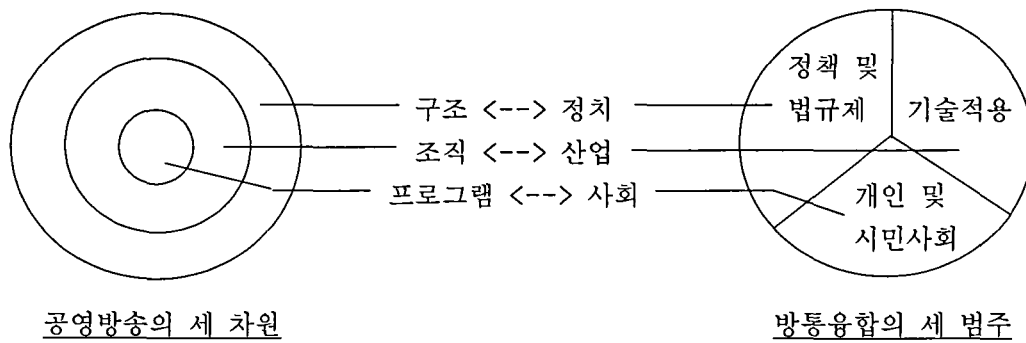 정책 및
구조 <--> 정치
법규제
기술적용
조직 <--> 산업
프로그램 <--> 사회
개인 및
시민사회
공영방송의 세 차원
방통융합의 세 범주